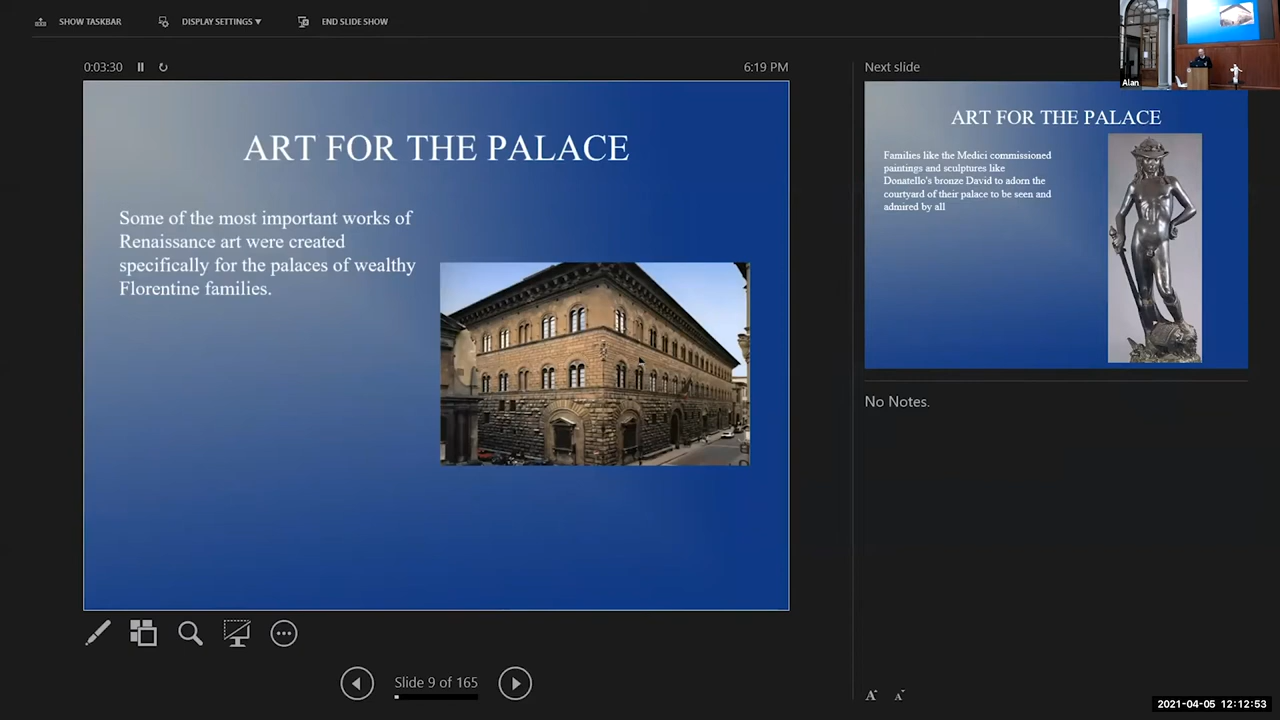 SHOW TASKBAR
DISPLAY SETTINGS ▼
END SLIDE SHOW
Alan
0:03:30
6:19 PM
Next slide
ART FOR THE PALACE
Some of the most important works of
Renaissance art were created
specifically for the palaces of wealthy
Florentine families.
ART FOR THE PALACE
Families like the Medici commissioned
paintings and sculptures like
Donatello's bronze David to adorn the
courtyard of their palace to be seen and
admired by all
No Notes.
Slide 9 of 165
A A
2021-04-05 12:12:53